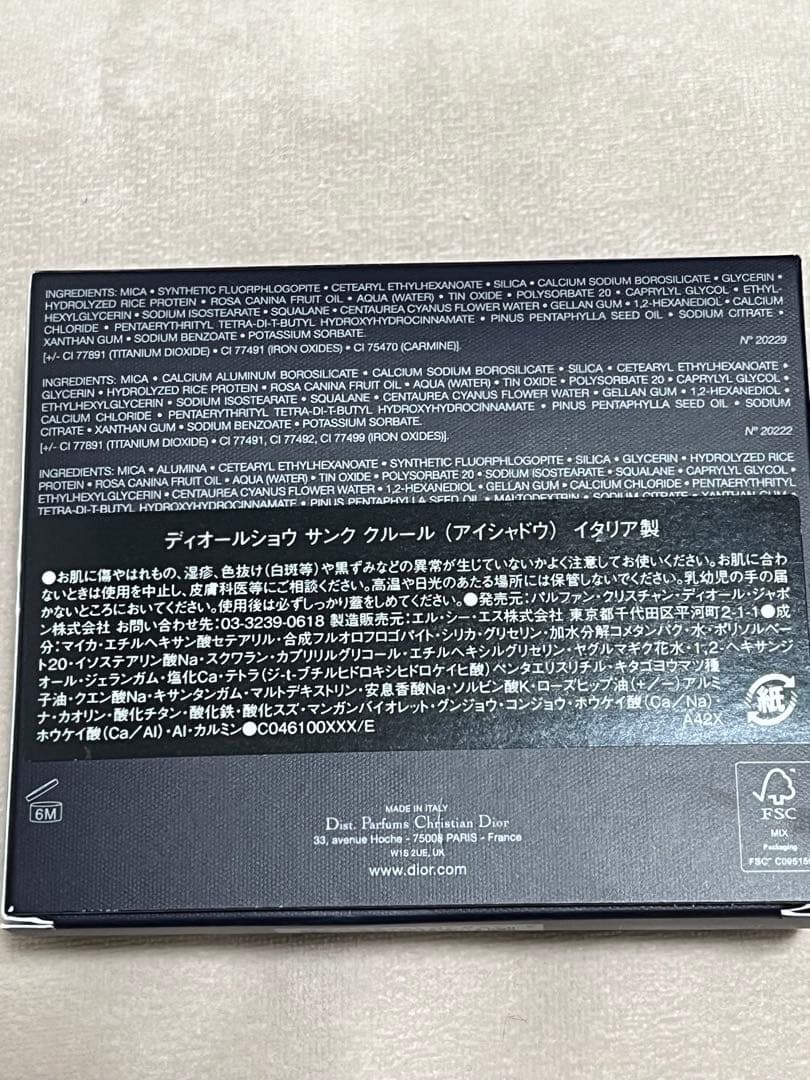 INGREDIENTS: MICA • SYNTHETIC FLUORPHLOGOPITE • CETEARYL ETHYLHEXANOATE • SILICA • CALCIUM SODIUM BOROSILICATE • GLYCERIN •
HYDROLYZED RICE PROTEIN • ROSA CANINA FRUIT OIL • AQUA (WATER) • TIN OXIDE • POLYSORBATE 20 • CAPRYLYL GLYCOL • ETHYL-
HEXYLGLYCERIN • SODIUM ISOSTEARATE • SQUALANE • CENTAUREA CYANUS FLOWER WATER • GELLAN GUM • 1,2-HEXANEDIOL • CALCIUM
CHLORIDE • PENTAERYTHRITYL TETRA-DI-T-BUTYL HYDROXYHYDROCINNAMATE • PINUS PENTAPHYLLA SEED OIL • SODIUM CITRATE •
XANTHAN GUM • SODIUM BENZOATE • POTASSIUM SORBATE.
[+/- CI 77891 (TITANIUM DIOXIDE) • CI 77491 (IRON OXIDES) • CI 75470 (CARMINE)]. N° 20229
INGREDIENTS: MICA • CALCIUM ALUMINUM BOROSILICATE • CALCIUM SODIUM BOROSILICATE • SILICA • CETEARYL ETHYLHEXANOATE •
GLYCERIN • HYDROLYZED RICE PROTEIN • ROSA CANINA FRUIT OIL • AQUA (WATER) • TIN OXIDE • POLYSORBATE 20 • CAPRYLYL GLYCOL •
ETHYLHEXYLGLYCERIN • SODIUM ISOSTEARATE • SQUALANE • CENTAUREA CYANUS FLOWER WATER • GELLAN GUM • 1,2-HEXANEDIOL •
CALCIUM CHLORIDE • PENTAERYTHRITYL TETRA-DI-T-BUTYL HYDROXYHYDROCINNAMATE • PINUS PENTAPHYLLA SEED OIL • SODIUM
CITRATE • XANTHAN GUM • SODIUM BENZOATE • POTASSIUM SORBATE.
[+/- CI 77891 (TITANIUM DIOXIDE) • CI 77491, CI 77492, CI 77499 (IRON OXIDES)]. N° 20222
INGREDIENTS: MICA • ALUMINA • CETEARYL ETHYLHEXANOATE • SYNTHETIC FLUORPHLOGOPITE • SILICA • GLYCERIN • HYDROLYZED RICE
PROTEIN • ROSA CANINA FRUIT OIL • AQUA (WATER) • TIN OXIDE • POLYSORBATE 20 • SODIUM ISOSTEARATE • SQUALANE • CAPRYLYL GLYCOL •
ETHYLHEXYLGLYCERIN • CENTAUREA CYANUS FLOWER WATER • 1,2-HEXANEDIOL • GELLAN GUM • CALCIUM CHLORIDE • PENTAERYTHRITYL
TETRA-DI-T-BUTYL HYDROXYHYDROCINNAMATE • PINUS PENTAPHYLLA SEED OIL • MALTODEXTRIN • SODIUM CITRATE • XANTHAN GUM
ディオールショウ サンク クルール (アイシャドウ) イタリア製
●お肌に傷やはれもの、湿疹、色抜け(白斑等)や黒ずみなどの異常が生じていないかよく注意してお使いください。お肌に合わ
ないときは使用を中止し、皮膚科医等にご相談ください。高温や日光のあたる場所には保管しないでください。乳幼児の手の届
かないところにおいてください。使用後は必ずしっかり蓋をしめてください。●発売元:パルファン・クリスチャン・ディオール・ジャポ
ン株式会社 お問い合わせ先:03-3239-0618 製造販売元:エル・シー・エス株式会社 東京都千代田区平河町2-1-1●成
分:マイカ・エチルヘキサン酸セテアリル・合成フルオロフロゴパイト・シリカ・グリセリン・加水分解コメタンパク・水・ポリソルベー
ト20・イソステアリン酸Na・スクワラン・カプリリルグリコール・エチルヘキシルグリセリン・ヤグルマギク花水・1,2-ヘキサンジ
オール・ジェランガム・塩化Ca・テトラ(ジ-t-ブチルヒドロキシヒドロケイヒ酸)ペンタエリスリチル・キタゴヨウマツ種
子油・クエン酸Na・キサンタンガム・マルトデキストリン・安息香酸Na・ソルビン酸K・ローズヒップ油(+/-)アルミ
ナ・カオリン・酸化チタン・酸化鉄・酸化スズ・マンガンバイオレット・グンジョウ・コンジョウ・ホウケイ酸(Ca/Na)・
ホウケイ酸(Ca/Al)・Al・カルミン●C046100XXX/E
紙
A42X
6M
MADE IN ITALY
Dist. Parfums Christian Dior
33, avenue Hoche - 75008 PARIS - France
W1S 2UE, UK
www.dior.com
FSC
MIX
Packaging